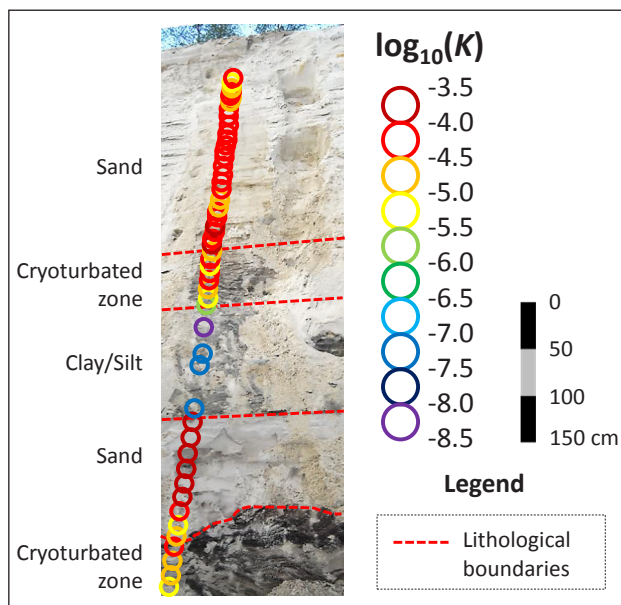 Sand
Cryoturbated
zone
Clay/Silt
Sand
Cryoturbated
zone
log₁₀(K)
-3.5
-4.0
-4.5
-5.0
-5.5
-6.0
-6.5
-7.0
-7.5
-8.0
-8.5
0
50
100
150 cm
Legend
Lithological
boundaries